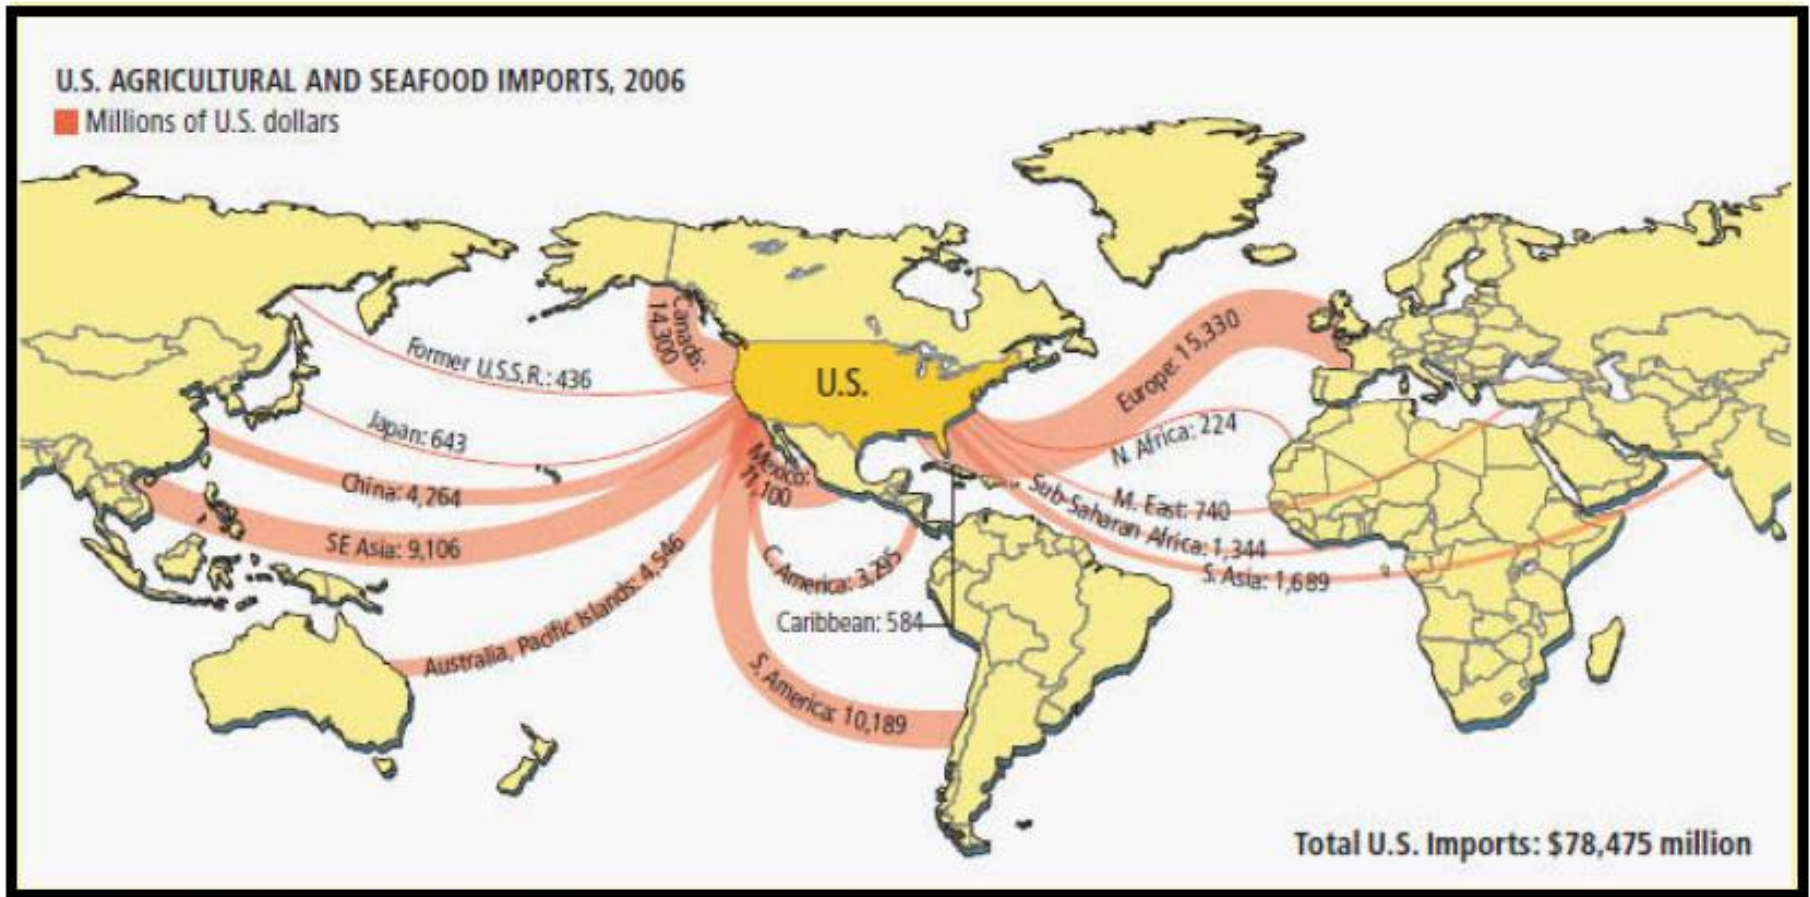 U.S. AGRICULTURAL AND SEAFOOD IMPORTS, 2006
Millions of U.S. dollars
Canada:
14,300
Former U.S.S.R.: 436
U.S.
Europe: 15,330
Japan: 643
N. Africa: 224
China: 4,264
Mexico:
11,100
M. East: 740
SE Asia: 9,106
Sub-Saharan Africa: 1,344
C. America: 3,295
S. Asia: 1,689
Australia, Pacific Islands: 4,546
Caribbean: 584
S. America: 10,189
Total U.S. Imports: $78,475 million